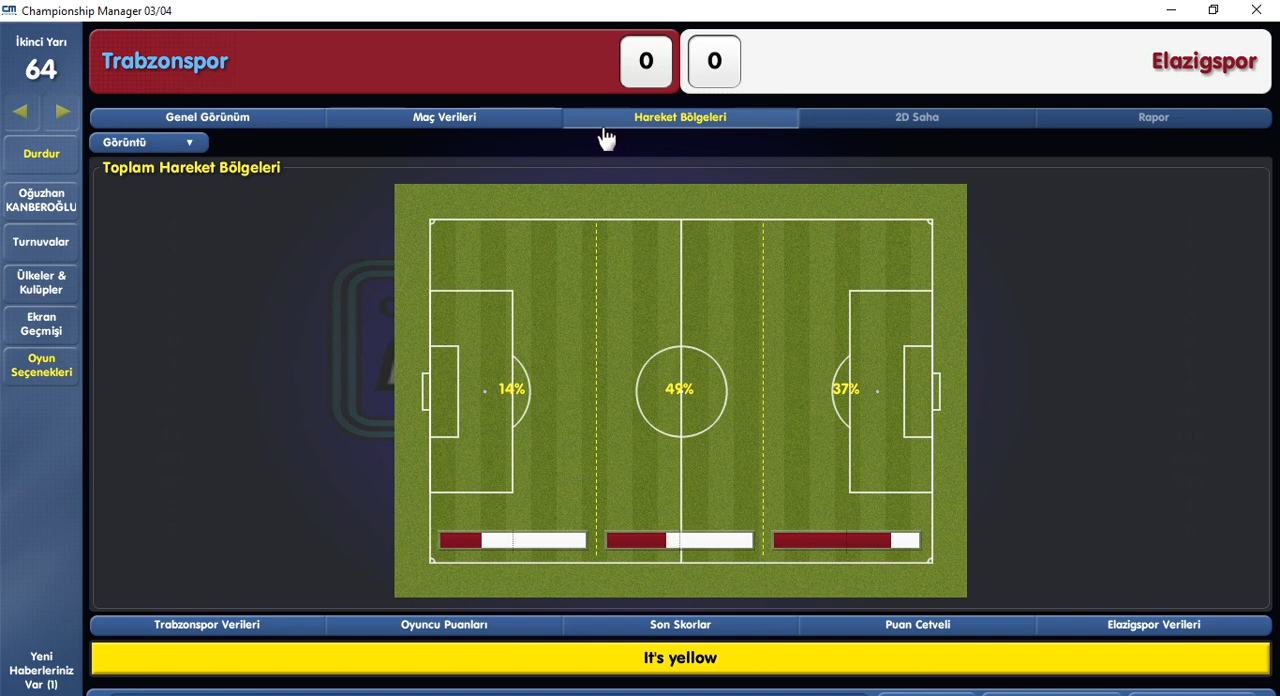 CM Championship Manager 03/04
İkinci Yarı
64
Trabzonspor
0
0
Elazigspor
Genel Görünüm
Maç Verileri
Hareket Bölgeleri
2D Saha
Rapor
Görüntü
Durdur
Toplam Hareket Bölgeleri
Oğuzhan
KANBEROĞLU
Turnuvalar
Ülkeler &
Kulüpler
Ekran
Geçmişi
Oyun
Seçenekleri
14%
49%
37%
Trabzonspor Verileri
Oyuncu Puanları
Son Skorlar
Puan Cetveli
Elazigspor Verileri
It's yellow
Yeni
Haberleriniz
Var (1)